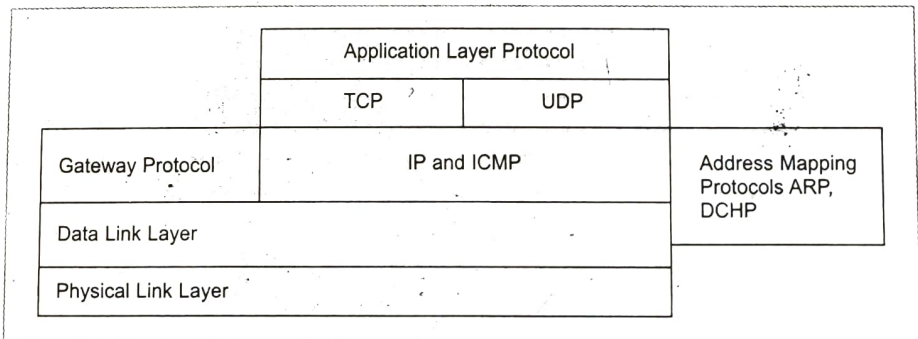 Application Layer Protocol
TCP
UDP
Gateway Protocol
IP and ICMP
Address Mapping
Protocols ARP,
DCHP
Data Link Layer
Physical Link Layer